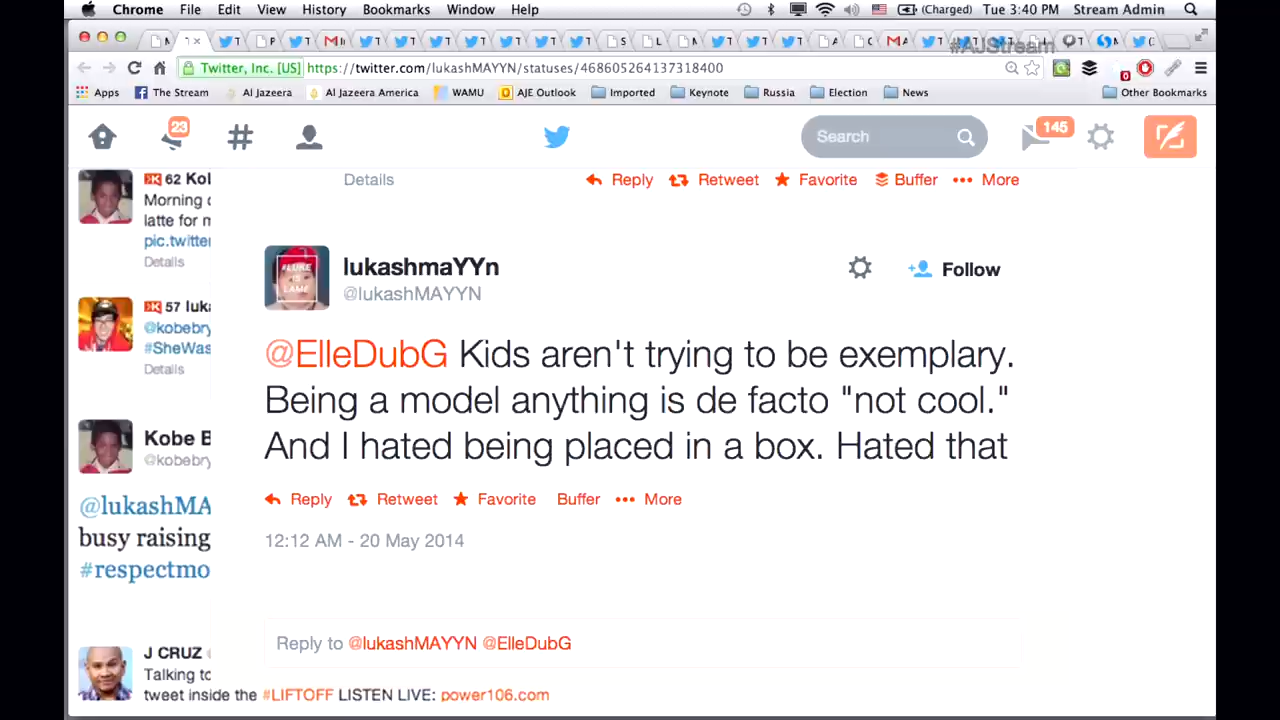 Chrome File Edit View History Bookmarks Window Help (Charged) Tue 3:40 PM Stream Admin
#AJStream
Twitter, Inc. [US] https://twitter.com/lukashMAYYN/statuses/468605264137318400
Apps The Stream Al Jazeera Al Jazeera America WAMU AJE Outlook Imported Keynote Russia Election News Other Bookmarks
23 Search 145
Details Reply Retweet Favorite Buffer More
62 Kol
Morning
latte for m
pic.twitter
Details
57 luk
@kobebry
#SheWas
Details
Kobe B
@kobebry
@lukashMA
busy raising
#respectmo
lukashmaYYn
@lukashMAYYN
#LUKE
IS
LAME
Follow
@ElleDubG Kids aren't trying to be exemplary.
Being a model anything is de facto "not cool."
And I hated being placed in a box. Hated that
Reply Retweet Favorite Buffer More
12:12 AM - 20 May 2014
Reply to @lukashMAYYN @ElleDubG
J CRUZ
Talking to
tweet inside the #LIFTOFF LISTEN LIVE: power106.com